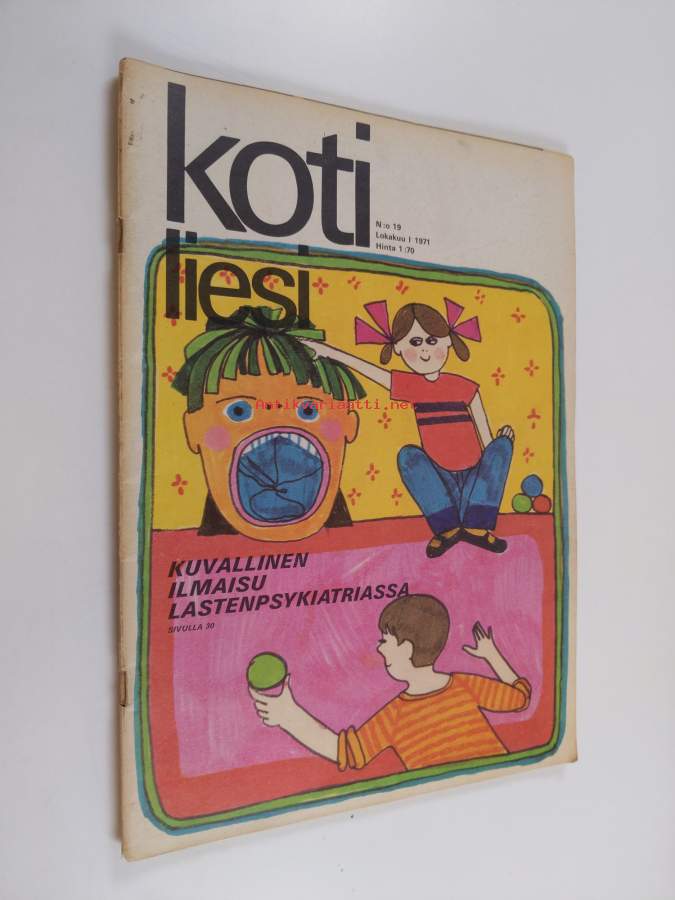 koti
liesi
N:o 19
Lokakuu I 1971
Hinta 1:70
Antikvariaatti.net
KUVALLINEN
ILMAISU
LASTENPSYKIATRIASSA
SIVULLA 30